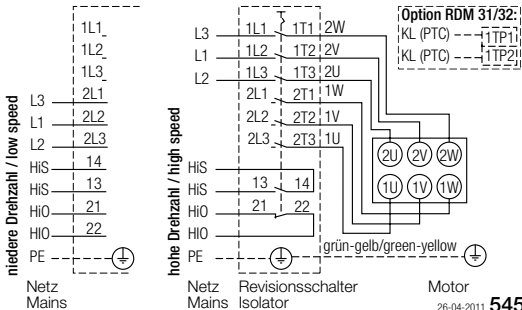 niedere Drehzahl / low speed
1L1
1L2
1L3
L3 2L1
L1 2L2
L2 2L3
HiS 14
HiS 13
HiO 21
HIO 22
PE
Netz
Mains
hohe Drehzahl / high speed
L3 1L1 1T1 2W
L1 1L2 1T2 2V
L2 1L3 1T3 2U
2L1 2T1 1W
2L2 2T2 1V
2L3 2T3 1U
HiS
HiS 13 14
HiO 21 22
HIO
PE
Netz
Mains
Revisionsschalter
Isolator
grün-gelb/green-yellow
Option RDM 31/32:
KL (PTC) 1TP1
KL (PTC) 1TP2
2U 2V 2W
1U 1V 1W
Motor
26-04-2011 545